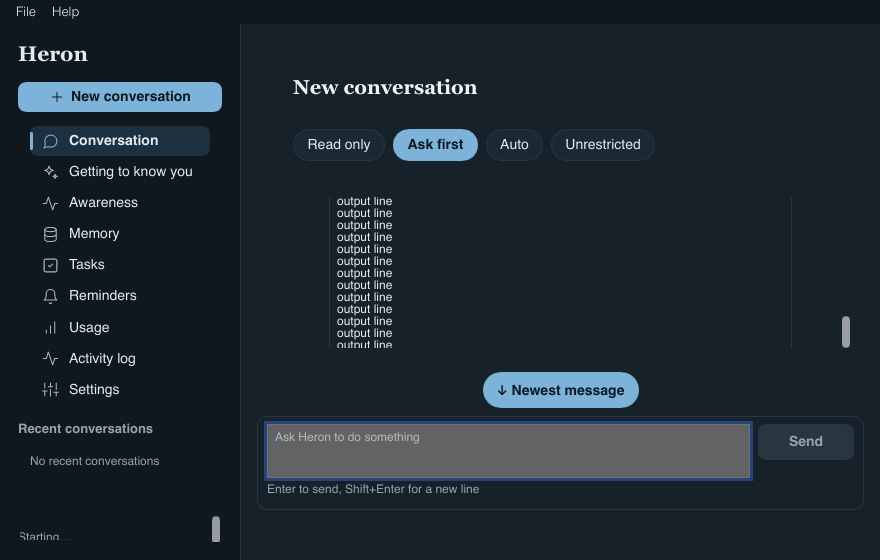 File Help
Heron
New conversation
Conversation
Getting to know you
Awareness
Memory
Tasks
Reminders
Usage
Activity log
Settings
Recent conversations
No recent conversations
Starting...
New conversation
Read only Ask first Auto Unrestricted
output line
output line
output line
output line
output line
output line
output line
output line
output line
output line
output line
output line
output line
Newest message
Ask Heron to do something
Send
Enter to send, Shift+Enter for a new line